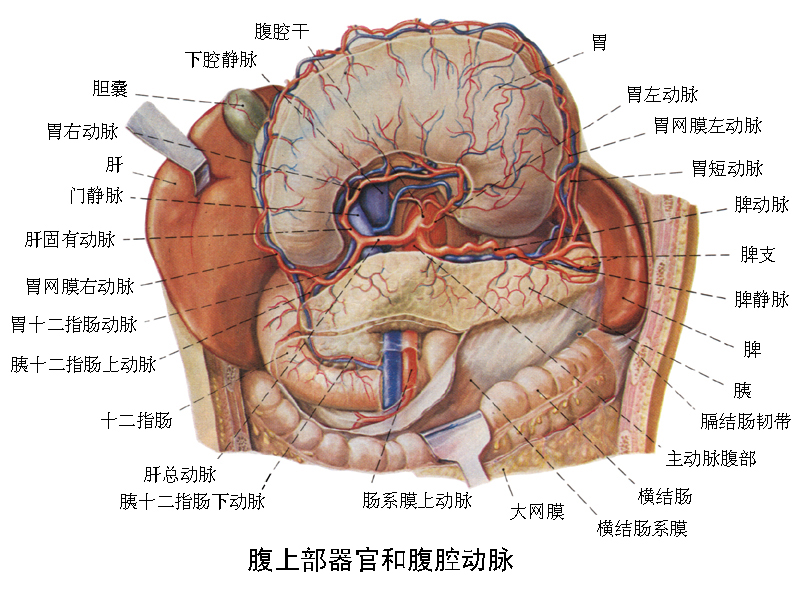 腹腔干
下腔静脉
胆囊
胃右动脉
肝
门静脉
肝固有动脉
胃网膜右动脉
胃十二指肠动脉
胰十二指肠上动脉
十二指肠
肝总动脉
胰十二指肠下动脉
肠系膜上动脉
胃
胃左动脉
胃网膜左动脉
胃短动脉
脾动脉
脾支
脾静脉
脾
胰
膈结肠韧带
主动脉腹部
横结肠
横结肠系膜
大网膜
腹上部器官和腹腔动脉